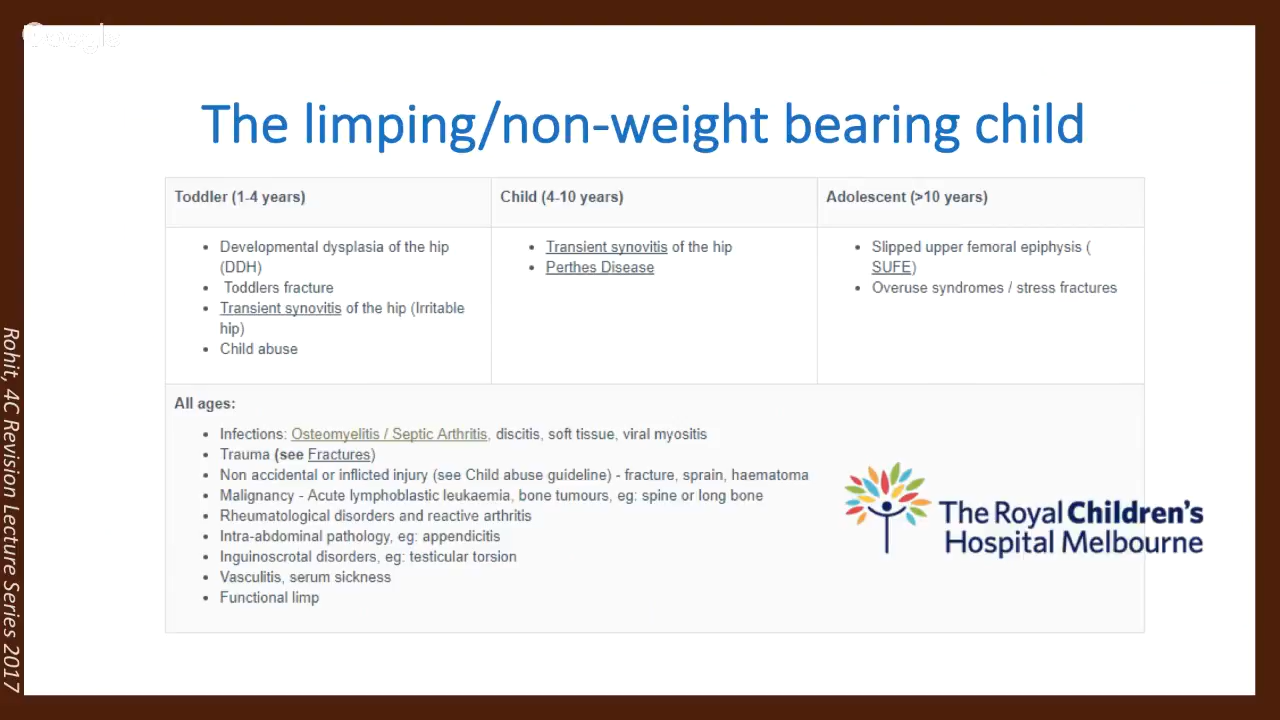 Google
The limping/non-weight bearing child
Toddler (1-4 years)
Child (4-10 years)
Adolescent (>10 years)
• Developmental dysplasia of the hip
(DDH)
• Toddlers fracture
• Transient synovitis of the hip (Irritable
hip)
• Child abuse
• Transient synovitis of the hip
• Perthes Disease
• Slipped upper femoral epiphysis (
SUFE)
• Overuse syndromes / stress fractures
All ages:
• Infections: Osteomyelitis / Septic Arthritis, discitis, soft tissue, viral myositis
• Trauma (see Fractures)
• Non accidental or inflicted injury (see Child abuse guideline) - fracture, sprain, haematoma
• Malignancy - Acute lymphoblastic leukaemia, bone tumours, eg: spine or long bone
• Rheumatological disorders and reactive arthritis
• Intra-abdominal pathology, eg: appendicitis
• Inguinoscrotal disorders, eg: testicular torsion
• Vasculitis, serum sickness
• Functional limp
The Royal Children's
Hospital Melbourne
Rohit, 4C Revision Lecture Series 2017